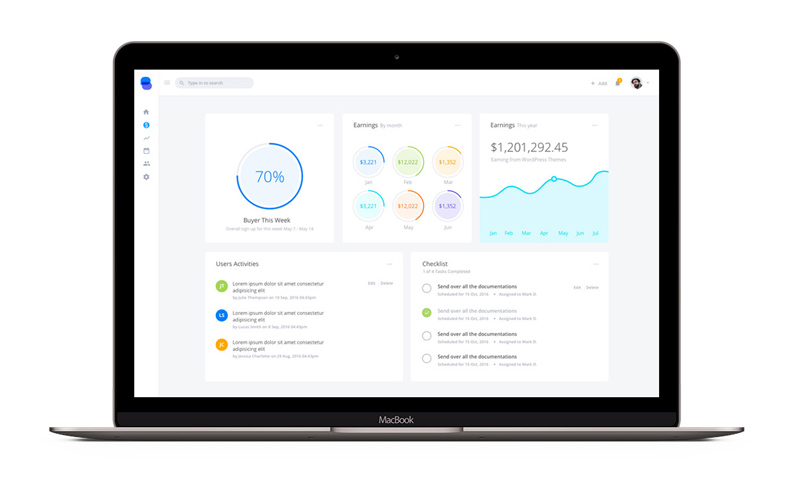 Type in to search
+ Add
70%
Buyer This Week
Overall sign up for this week May 7 - May 14
Earnings By month
$3,221
$12,022
$1,352
Jan
Feb
Mar
$3,221
$12,022
$1,352
Apr
May
Jun
Earnings This year
$1,201,292.45
Earning from WordPress Themes
Jan Feb Mar Apr May Jun Jul
Users Activities
JT
Lorem ipsum dolor sit amet consectetur
adipisicing elit
by Julie Thompson on 19 Sep, 2016 04:45pm
Edit Delete
LS
Lorem ipsum dolor sit amet consectetur
adipisicing elit
by Lucas Smith on 9 Sep, 2016 04:45pm
JC
Lorem ipsum dolor sit amet consectetur
adipisicing elit
by Jessica Charlotte on 05 Aug, 2016 04:45pm
Checklist
1 of 4 Tasks Completed
Send over all the documentations
Scheduled for 15 Oct, 2016 • Assigned to Mark D.
Edit Delete
Send over all the documentations
Scheduled for 15 Oct, 2016 • Assigned to Mark D.
Send over all the documentations
Scheduled for 15 Oct, 2016 • Assigned to Mark D.
Send over all the documentations
Scheduled for 15 Oct, 2016 • Assigned to Mark D.
MacBook